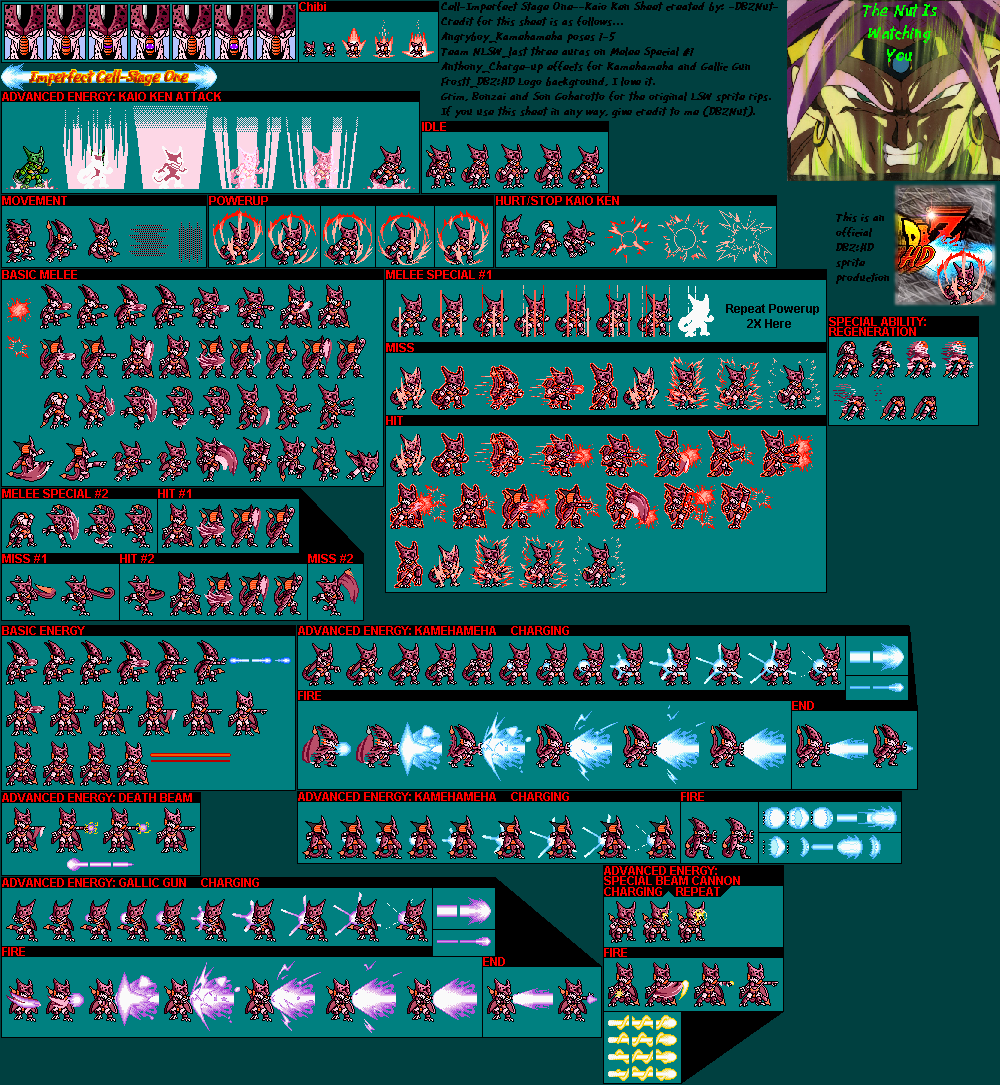 Chibi
Cell-Imperfect Stage One--Kaio Ken Sheet created by: -DBZNut-
Credit for this sheet is as follows...
Angryboy_Kamehameha poses 1-5
Team NLSW_last three auras on Melee Special #1
Anthony_Charge-up effects for Kamehameha and Gallic Gun
Frostt_DBZ:HD Logo background, I love it.
Grim, Bonzai and Son Goharotto for the original LSW sprite rips.
If you use this sheet in any way, give credit to me (DBZNut).
The Nut Is
Watching
You
Imperfect Cell-Stage One
ADVANCED ENERGY: KAIO KEN ATTACK
IDLE
MOVEMENT
POWERUP
HURT/STOP KAIO KEN
This is an
official
DBZ:HD
sprite
production
DBZ
HD
BASIC MELEE
MELEE SPECIAL #1
Repeat Powerup
2X Here
SPECIAL ABILITY:
REGENERATION
MISS
HIT
MELEE SPECIAL #2
HIT #1
MISS #1
HIT #2
MISS #2
BASIC ENERGY
ADVANCED ENERGY: KAMEHAMEHA CHARGING
FIRE
END
ADVANCED ENERGY: DEATH BEAM
ADVANCED ENERGY: KAMEHAMEHA CHARGING
FIRE
ADVANCED ENERGY: GALLIC GUN CHARGING
FIRE
END
ADVANCED ENERGY:
SPECIAL BEAM CANNON
CHARGING REPEAT
FIRE